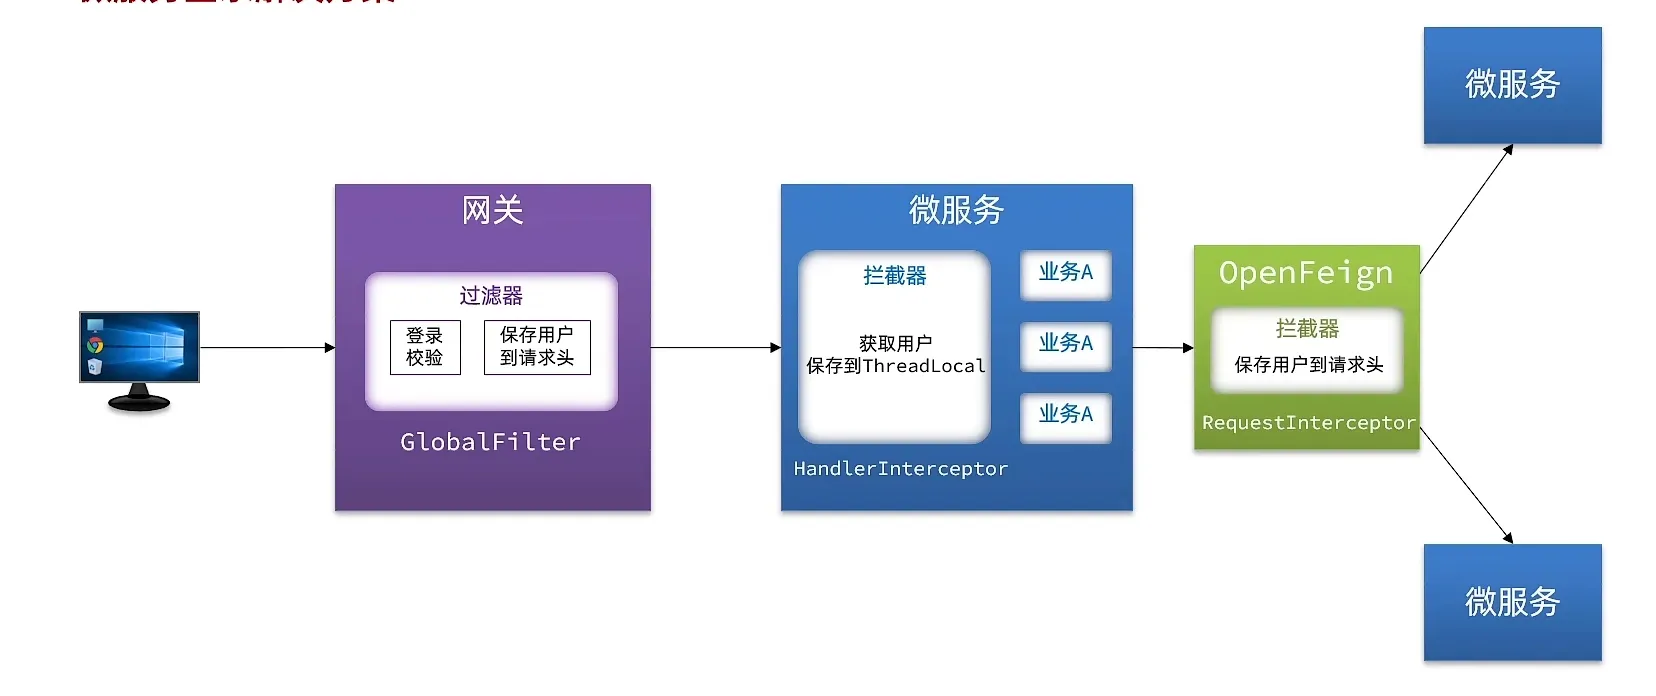 网关
过滤器
登录
校验
保存用户
到请求头
GlobalFilter
微服务
拦截器
获取用户
保存到ThreadLocal
HandlerInterceptor
业务A
业务A
业务A
OpenFeign
拦截器
保存用户到请求头
RequestInterceptor
微服务
微服务